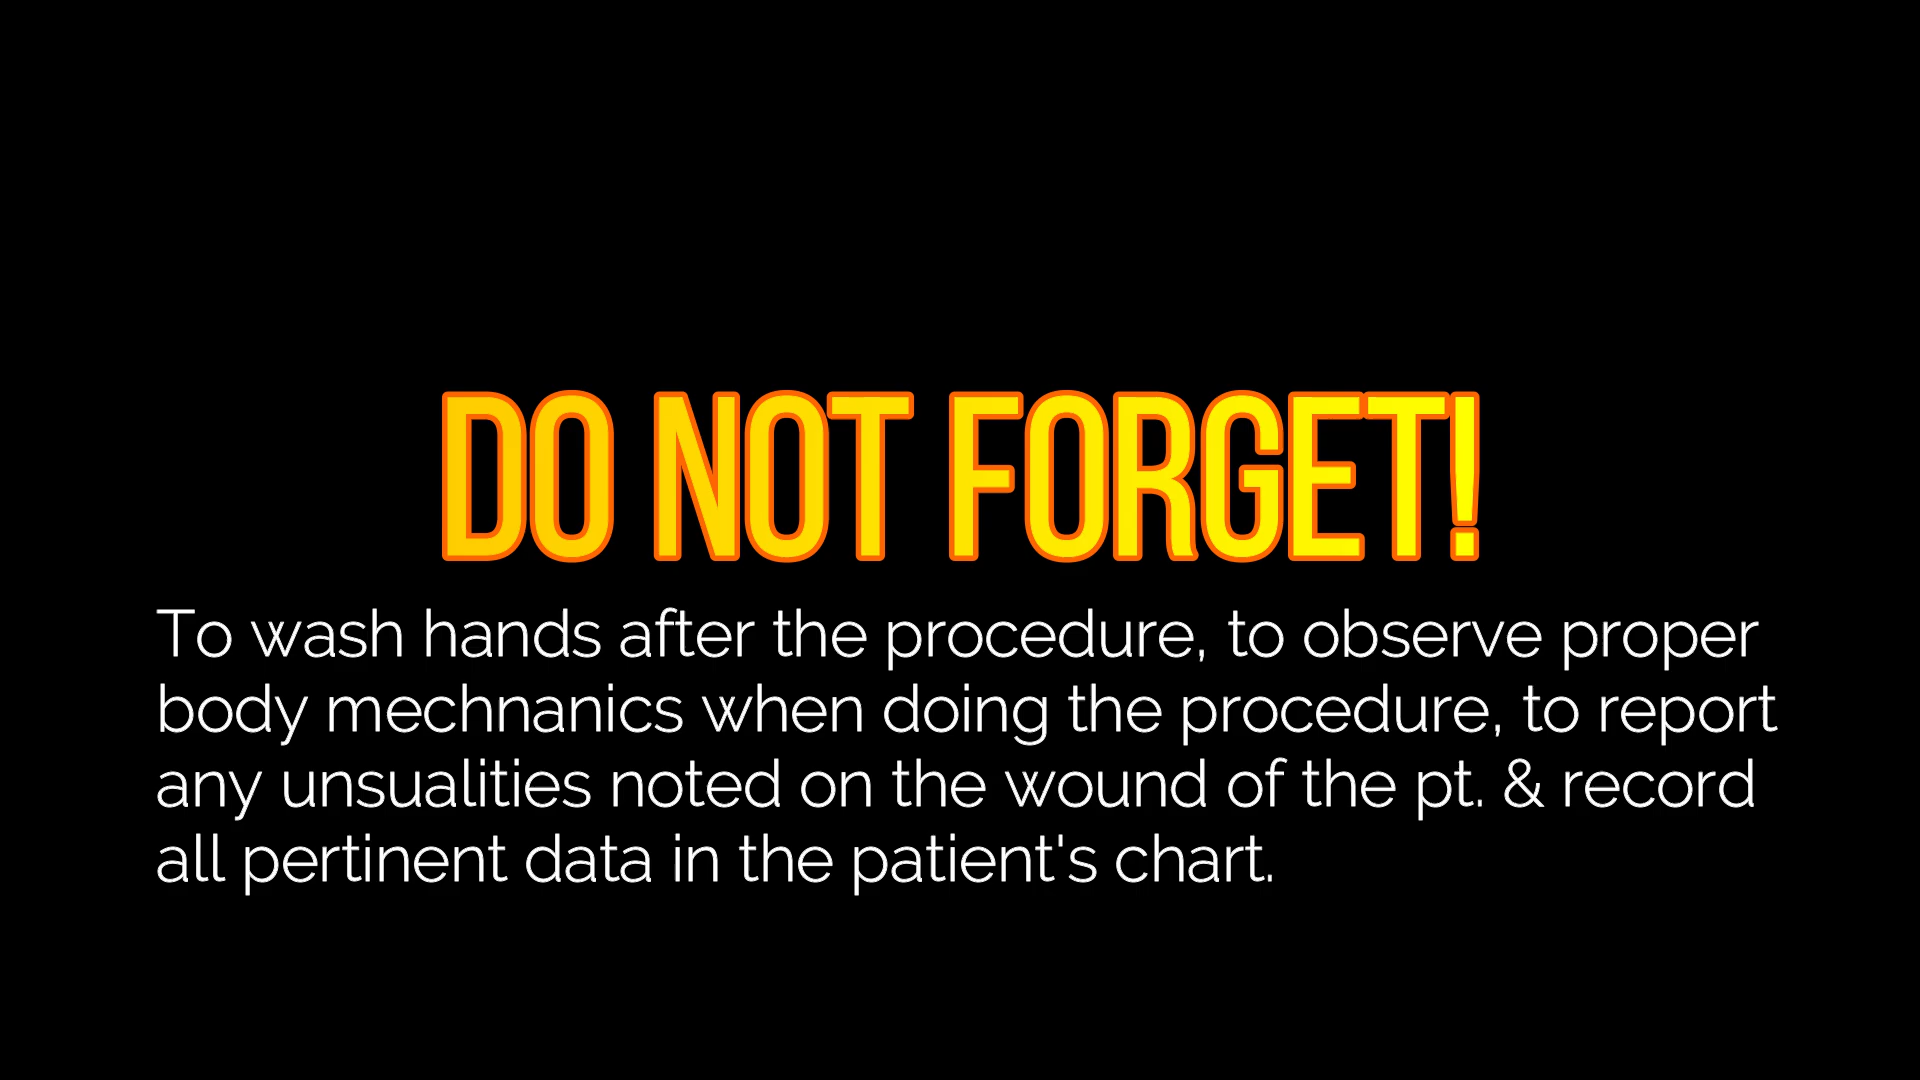 DO NOT FORGET!
To wash hands after the procedure, to observe proper
body mechnanics when doing the procedure, to report
any unsualities noted on the wound of the pt. & record
all pertinent data in the patient's chart.